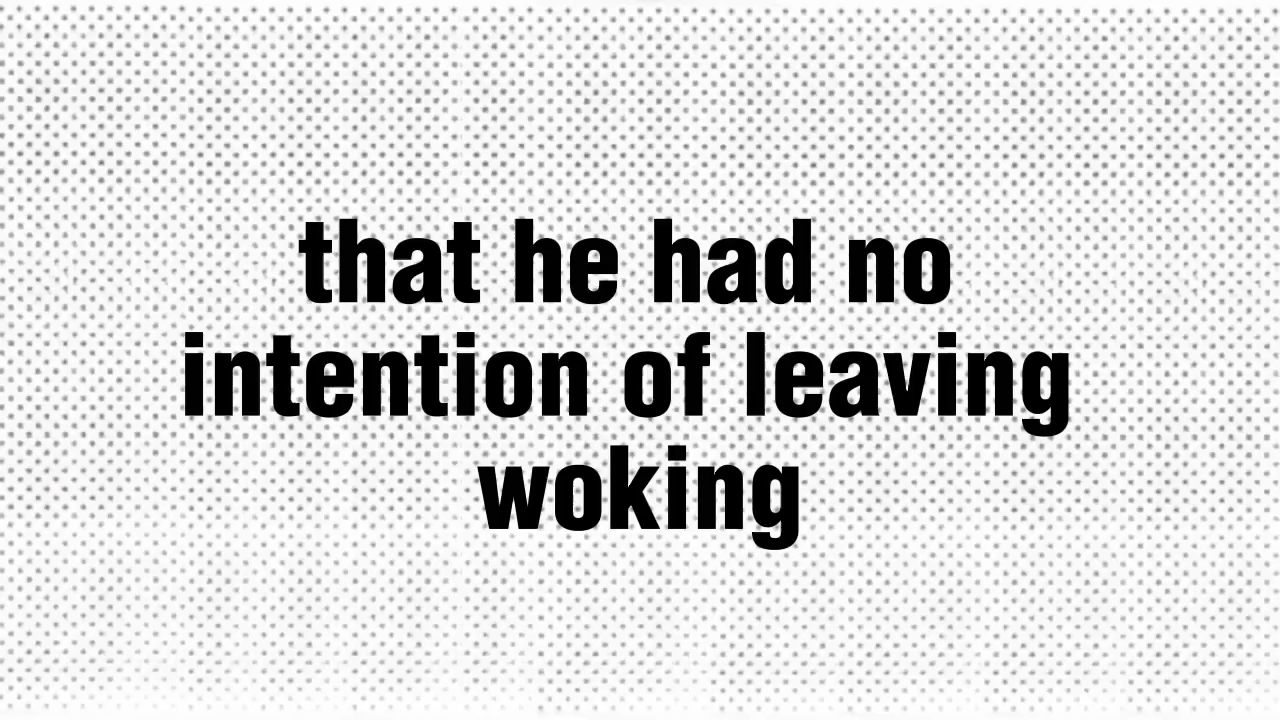 that he had no
intention of leaving
woking